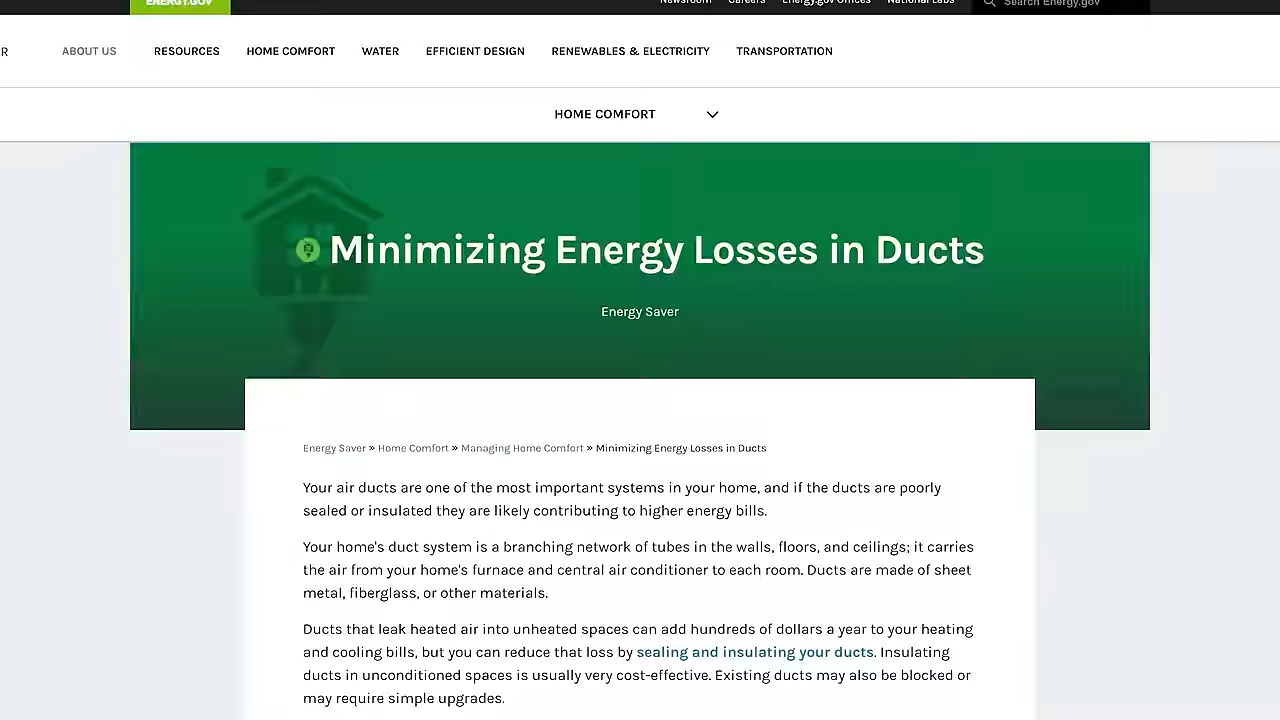 ENERGY.GOV
Newsroom Careers Energy.gov Offices National Labs Search Energy.gov
R ABOUT US RESOURCES HOME COMFORT WATER EFFICIENT DESIGN RENEWABLES & ELECTRICITY TRANSPORTATION
HOME COMFORT
Minimizing Energy Losses in Ducts
Energy Saver
Energy Saver » Home Comfort » Managing Home Comfort » Minimizing Energy Losses in Ducts
Your air ducts are one of the most important systems in your home, and if the ducts are poorly
sealed or insulated they are likely contributing to higher energy bills.
Your home's duct system is a branching network of tubes in the walls, floors, and ceilings; it carries
the air from your home's furnace and central air conditioner to each room. Ducts are made of sheet
metal, fiberglass, or other materials.
Ducts that leak heated air into unheated spaces can add hundreds of dollars a year to your heating
and cooling bills, but you can reduce that loss by sealing and insulating your ducts. Insulating
ducts in unconditioned spaces is usually very cost-effective. Existing ducts may also be blocked or
may require simple upgrades.